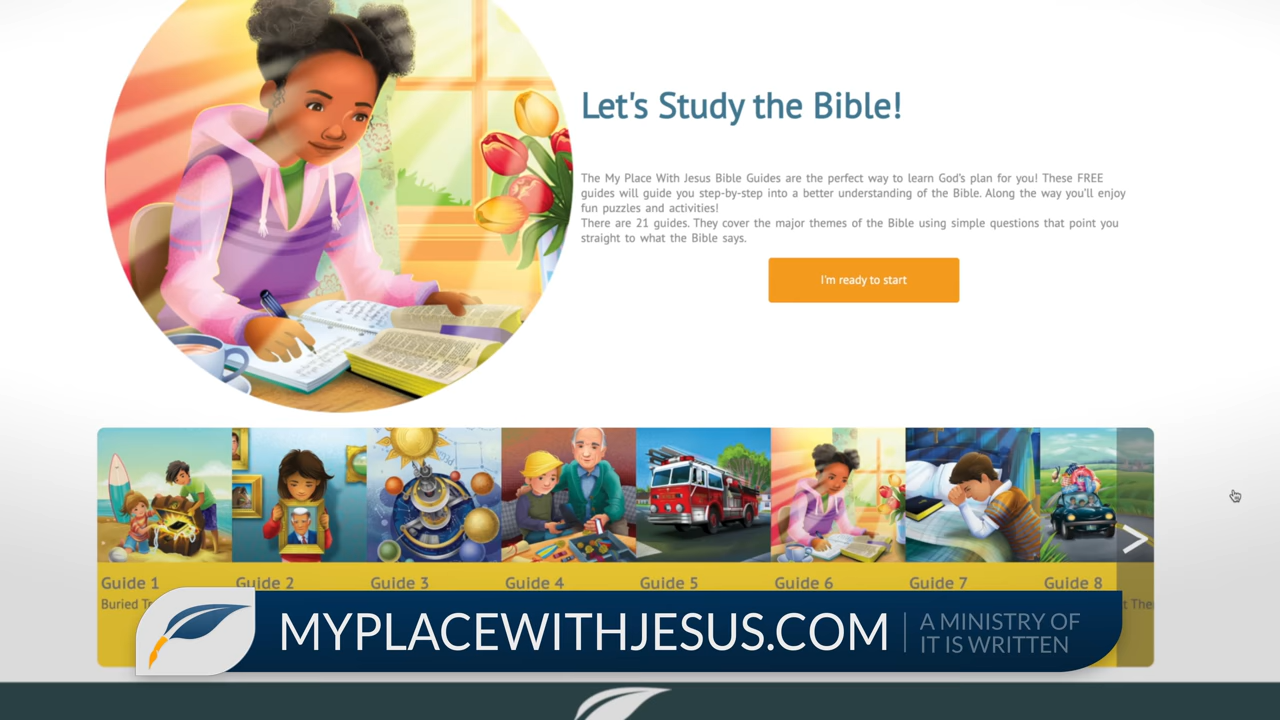 Let's Study the Bible!
The My Place With Jesus Bible Guides are the perfect way to learn God's plan for you! These FREE
guides will guide you step-by-step into a better understanding of the Bible. Along the way you'll enjoy
fun puzzles and activities!
There are 21 guides. They cover the major themes of the Bible using simple questions that point you
straight to what the Bible says.
I'm ready to start
Guide 1
Guide 2
Guide 3
Guide 4
Guide 5
Guide 6
Guide 7
Guide 8
Buried
MYPLACEWITHJESUS.COM
A MINISTRY OF
IT IS WRITTEN